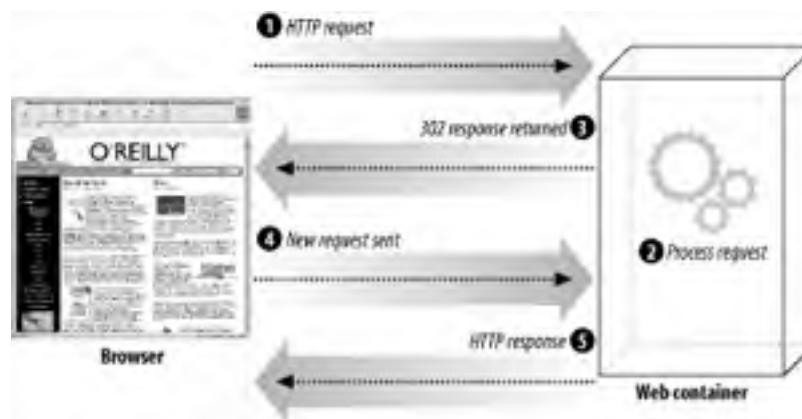 1 HTTP request
302 response returned 3
O'REILLY
4 New request sent
2 Process request
HTTP response 5
Browser
Web container